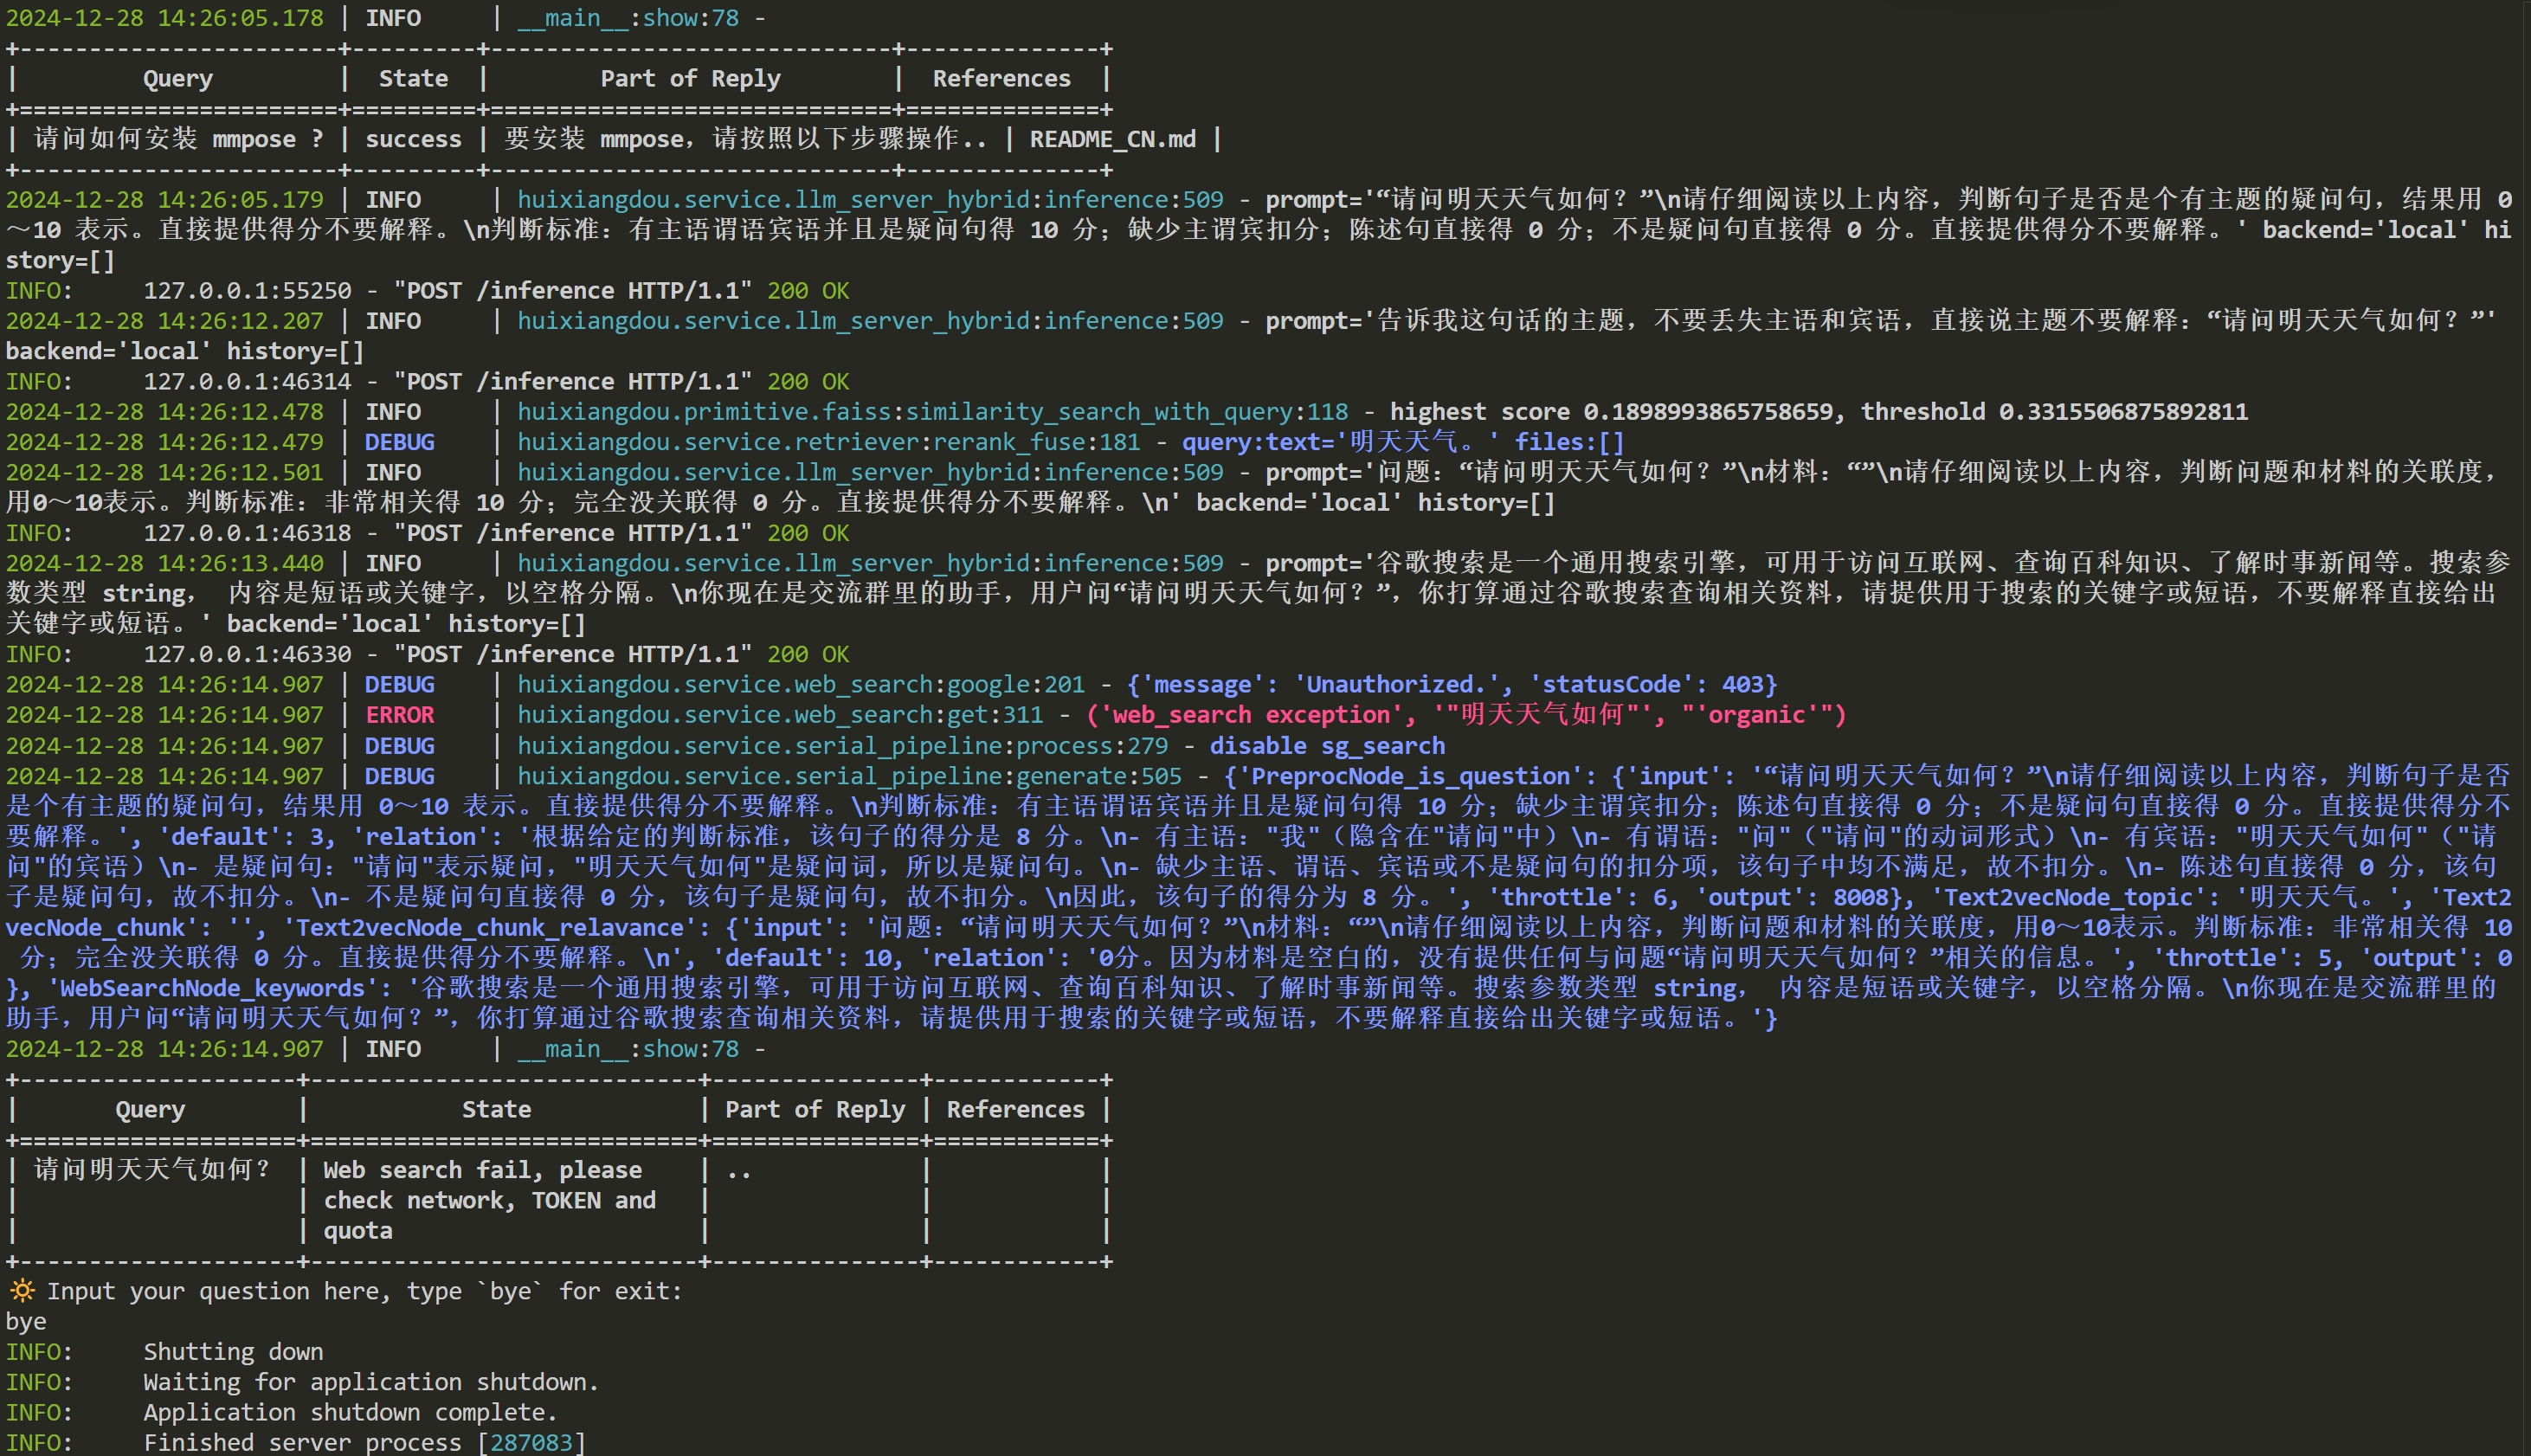 2024-12-28 14:26:05.178 | INFO     | __main__:show:78 -
+-----------------------+---------+-----------------------------+--------------+
|         Query         |  State  |        Part of Reply        |  References  |
+=======================+=========+=============================+==============+
| 请问如何安装 mmpose ? | success | 要安装 mmpose，请按照以下步骤操作.. | README_CN.md |
+-----------------------+---------+-----------------------------+--------------+
2024-12-28 14:26:05.179 | INFO     | huixiangdou.service.llm_server_hybrid:inference:509 - prompt='“请问明天天气如何？”\n请仔细阅读以上内容，判断句子是否是个有主题的疑问句，结果用 0
～10 表示。直接提供得分不要解释。\n判断标准：有主语谓语宾语并且是疑问句得 10 分；缺少主谓宾扣分；陈述句直接得 0 分；不是疑问句直接得 0 分。直接提供得分不要解释。' backend='local' hi
story=[]
INFO:     127.0.0.1:55250 - "POST /inference HTTP/1.1" 200 OK
2024-12-28 14:26:12.207 | INFO     | huixiangdou.service.llm_server_hybrid:inference:509 - prompt='告诉我这句话的主题，不要丢失主语和宾语，直接说主题不要解释：“请问明天天气如何？”'
backend='local' history=[]
INFO:     127.0.0.1:46314 - "POST /inference HTTP/1.1" 200 OK
2024-12-28 14:26:12.478 | INFO     | huixiangdou.primitive.faiss:similarity_search_with_query:118 - highest score 0.1898993865758659, threshold 0.3315506875892811
2024-12-28 14:26:12.479 | DEBUG    | huixiangdou.service.retriever:rerank_fuse:181 - query:text='明天天气。' files:[]
2024-12-28 14:26:12.501 | INFO     | huixiangdou.service.llm_server_hybrid:inference:509 - prompt='问题：“请问明天天气如何？”\n材料：“”\n请仔细阅读以上内容，判断问题和材料的关联度，
用0～10表示。判断标准：非常相关得 10 分；完全没关联得 0 分。直接提供得分不要解释。\n' backend='local' history=[]
INFO:     127.0.0.1:46318 - "POST /inference HTTP/1.1" 200 OK
2024-12-28 14:26:13.440 | INFO     | huixiangdou.service.llm_server_hybrid:inference:509 - prompt='谷歌搜索是一个通用搜索引擎，可用于访问互联网、查询百科知识、了解时事新闻等。搜索参
数类型 string， 内容是短语或关键字，以空格分隔。\n你现在是交流群里的助手，用户问“请问明天天气如何？”，你打算通过谷歌搜索查询相关资料，请提供用于搜索的关键字或短语，不要解释直接给出
关键字或短语。' backend='local' history=[]
INFO:     127.0.0.1:46330 - "POST /inference HTTP/1.1" 200 OK
2024-12-28 14:26:14.907 | DEBUG    | huixiangdou.service.web_search:google:201 - {'message': 'Unauthorized.', 'statusCode': 403}
2024-12-28 14:26:14.907 | ERROR    | huixiangdou.service.web_search:get:311 - ('web_search exception', '"明天天气如何"', "'organic'")
2024-12-28 14:26:14.907 | DEBUG    | huixiangdou.service.serial_pipeline:process:279 - disable sg_search
2024-12-28 14:26:14.907 | DEBUG    | huixiangdou.service.serial_pipeline:generate:505 - {'PreprocNode_is_question': {'input': '“请问明天天气如何？”\n请仔细阅读以上内容，判断句子是否
是个有主题的疑问句，结果用 0～10 表示。直接提供得分不要解释。\n判断标准：有主语谓语宾语并且是疑问句得 10 分；缺少主谓宾扣分；陈述句直接得 0 分；不是疑问句直接得 0 分。直接提供得分不
要解释。', 'default': 3, 'relation': '根据给定的判断标准，该句子的得分是 8 分。\n- 有主语："我"（隐含在"请问"中）\n- 有谓语："问"（"请问"的动词形式）\n- 有宾语："明天天气如何"（"请
问"的宾语）\n- 是疑问句："请问"表示疑问，"明天天气如何"是疑问词，所以是疑问句。\n- 缺少主语、谓语、宾语或不是疑问句的扣分项，该句子中均不满足，故不扣分。\n- 陈述句直接得 0 分，该句
子是疑问句，故不扣分。\n- 不是疑问句直接得 0 分，该句子是疑问句，故不扣分。\n因此，该句子的得分为 8 分。', 'throttle': 6, 'output': 8008}, 'Text2vecNode_topic': '明天天气。', 'Text2
vecNode_chunk': '', 'Text2vecNode_chunk_relavance': {'input': '问题：“请问明天天气如何？”\n材料：“”\n请仔细阅读以上内容，判断问题和材料的关联度，用0～10表示。判断标准：非常相关得 10
 分；完全没关联得 0 分。直接提供得分不要解释。\n', 'default': 10, 'relation': '0分。因为材料是空白的，没有提供任何与问题“请问明天天气如何？”相关的信息。', 'throttle': 5, 'output': 0
}, 'WebSearchNode_keywords': '谷歌搜索是一个通用搜索引擎，可用于访问互联网、查询百科知识、了解时事新闻等。搜索参数类型 string， 内容是短语或关键字，以空格分隔。\n你现在是交流群里的
助手，用户问“请问明天天气如何？”，你打算通过谷歌搜索查询相关资料，请提供用于搜索的关键字或短语，不要解释直接给出关键字或短语。'}
2024-12-28 14:26:14.907 | INFO     | __main__:show:78 -
+--------------------+----------------------------+---------------+------------+
|       Query        |           State            | Part of Reply | References |
+====================+============================+===============+============+
| 请问明天天气如何？ | Web search fail, please    | ..            |            |
|                    | check network, TOKEN and   |               |            |
|                    | quota                      |               |            |
+--------------------+----------------------------+---------------+------------+
🔆 Input your question here, type `bye` for exit:
bye
INFO:     Shutting down
INFO:     Waiting for application shutdown.
INFO:     Application shutdown complete.
INFO:     Finished server process [287083]